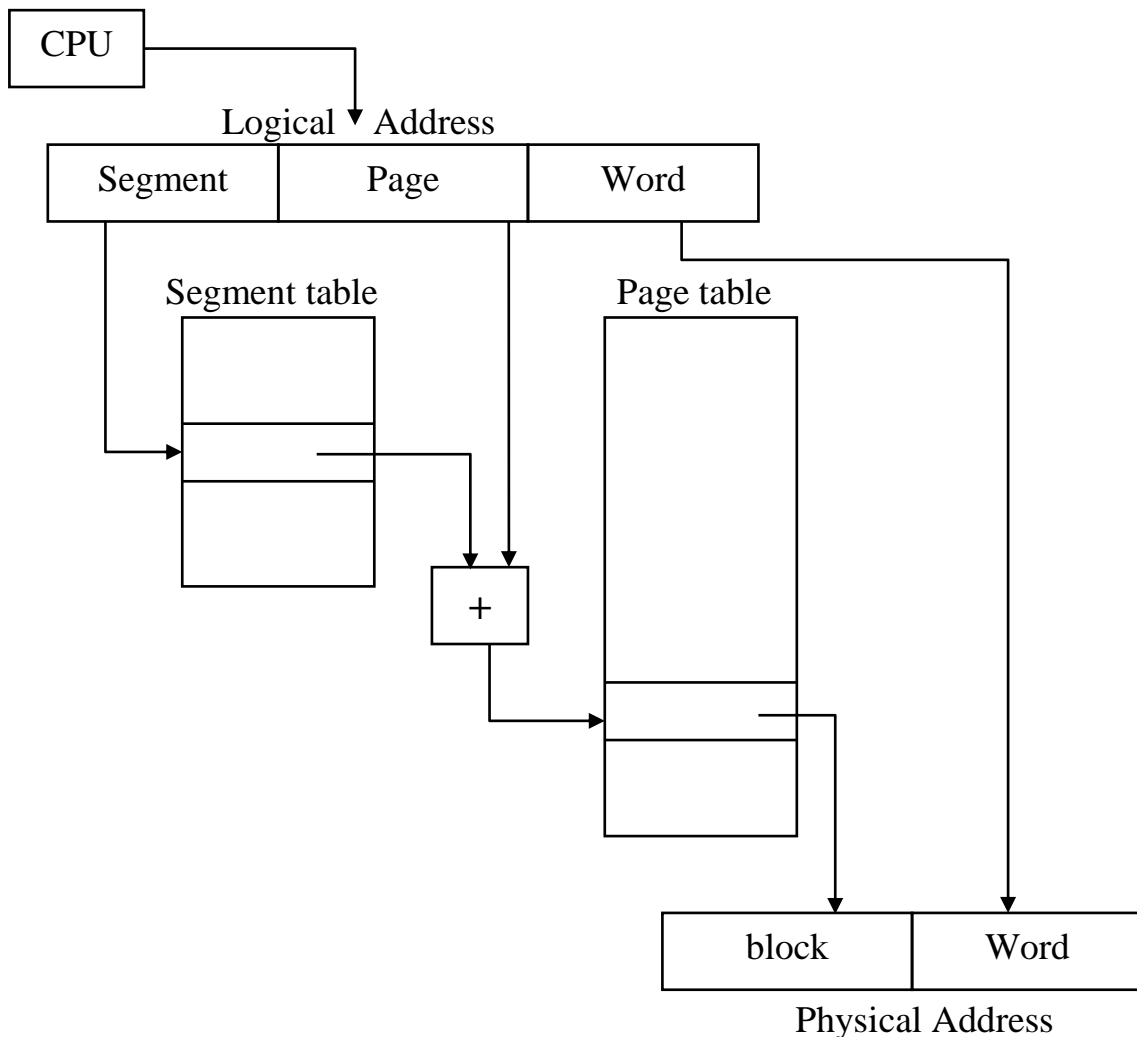 CPU
Logical Address
Segment Page Word
Segment table Page table
+
block Word
Physical Address